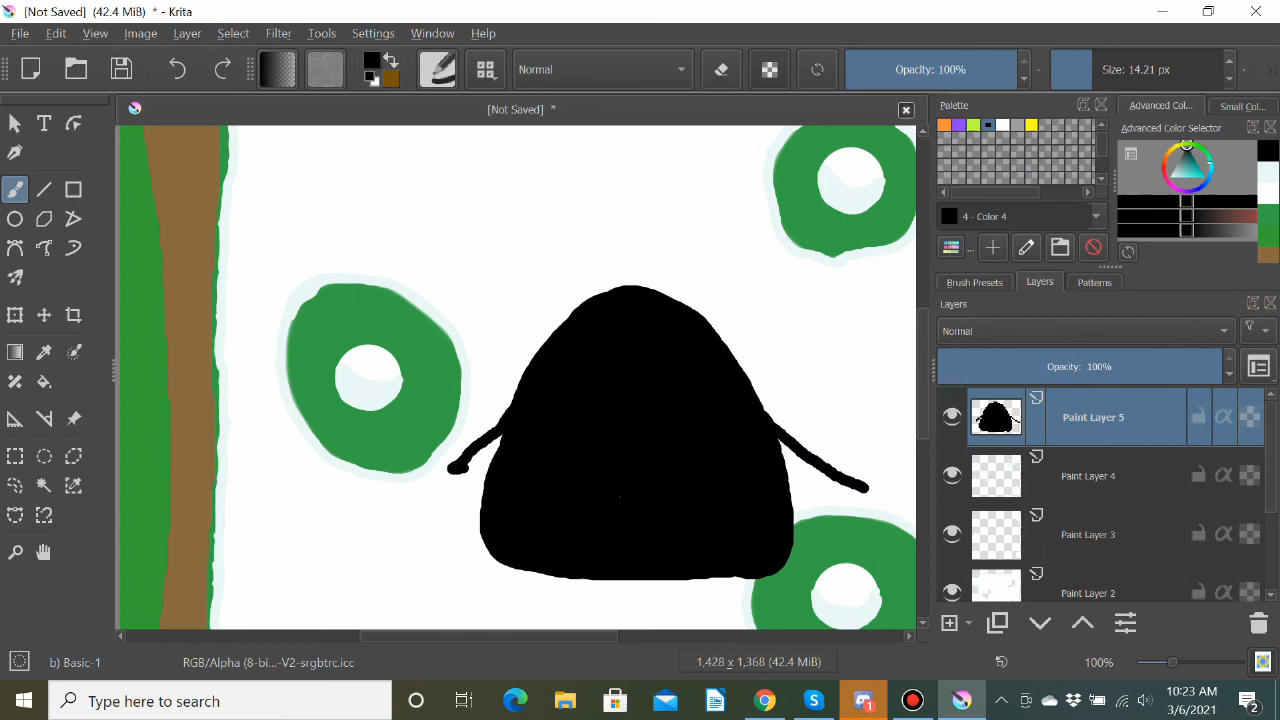 [Not Saved] (42.4 MiB) * - Krita
File Edit View Image Layer Select Filter Tools Settings Window Help
Normal
Opacity: 100%
Size: 14.21 px
[Not Saved] *
Palette
Advanced Col...
Small Col...
Advanced Color Selector
4 - Color 4
...
Brush Presets
Layers
Patterns
Layers
Normal
Opacity: 100%
Paint Layer 5
Paint Layer 4
Paint Layer 3
Paint Layer 2
b) Basic-1
RGB/Alpha (8-bi...-V2-srgbtrc.icc
1,428 x 1,368 (42.4 MiB)
100%
Type here to search
1
10:23 AM
3/6/2021
2